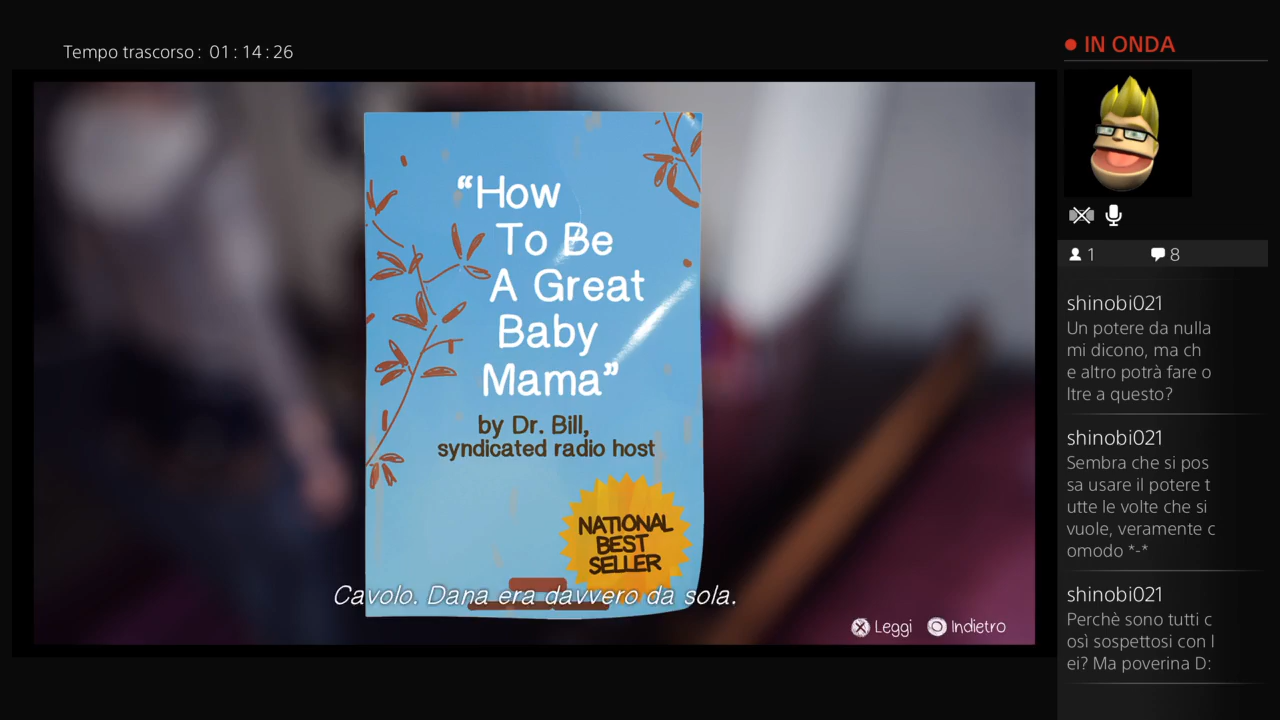 Tempo trascorso: 01:14:26
IN ONDA
1
8
“How
To Be
A Great
Baby
Mama”
by Dr. Bill,
syndicated radio host
NATIONAL
BEST
SELLER
Cavolo. Dana era davvero da sola.
Leggi
Indietro
shinobi021
Un potere da nulla
mi dicono, ma ch
e altro potrà fare o
ltre a questo?
shinobi021
Sembra che si pos
sa usare il potere t
utte le volte che si
vuole, veramente c
omodo *-*
shinobi021
Perchè sono tutti c
osì sospettosi con l
ei? Ma poverina D: